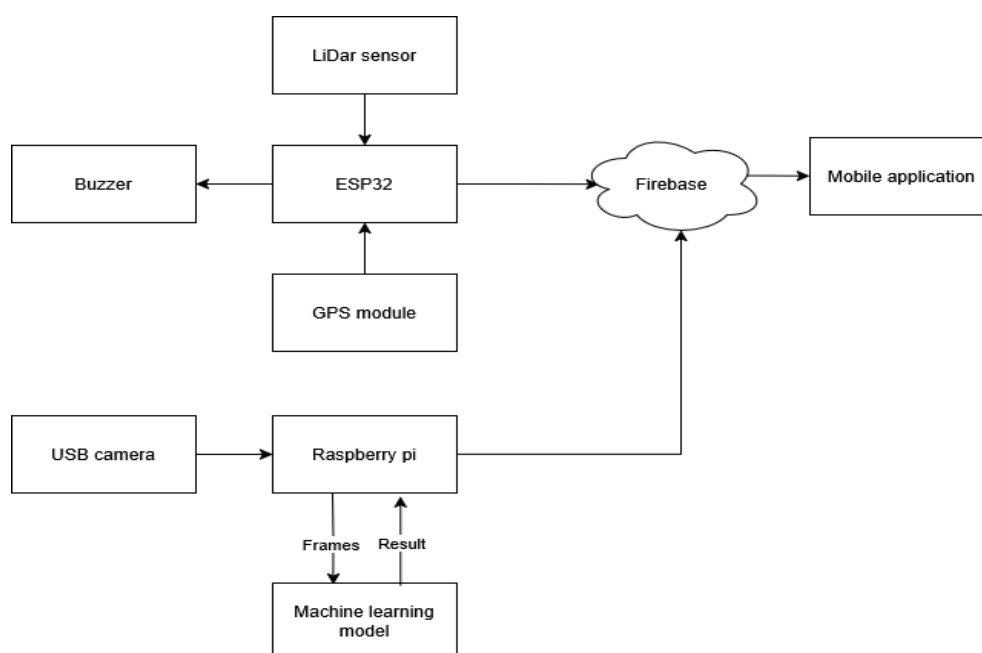 LiDar sensor
Buzzer
ESP32
Firebase
Mobile application
GPS module
USB camera
Raspberry pi
Frames
Result
Machine learning
model